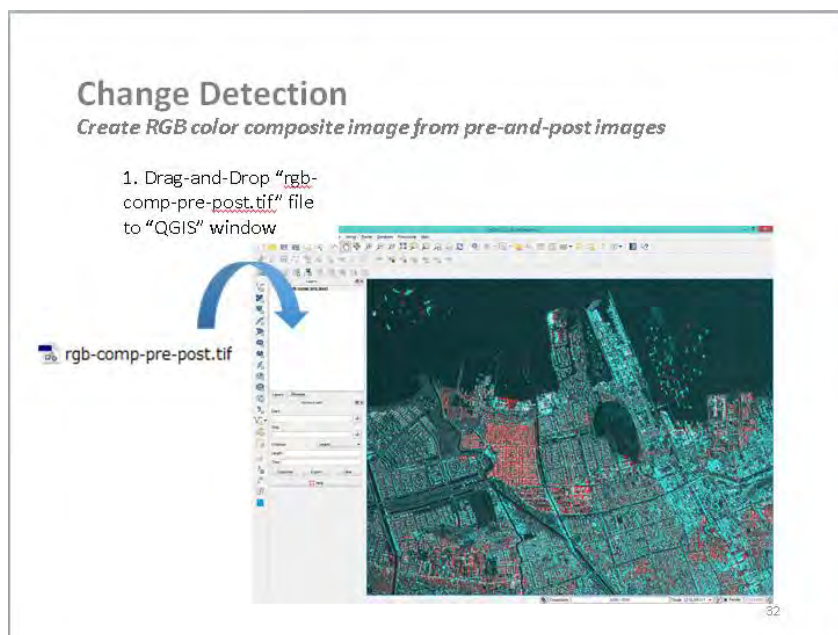 Change Detection
Create RGB color composite image from pre-and-post images
1. Drag-and-Drop “rgb-
comp-pre-post.tif” file
to “QGIS” window
rgb-comp-pre-post.tif
32